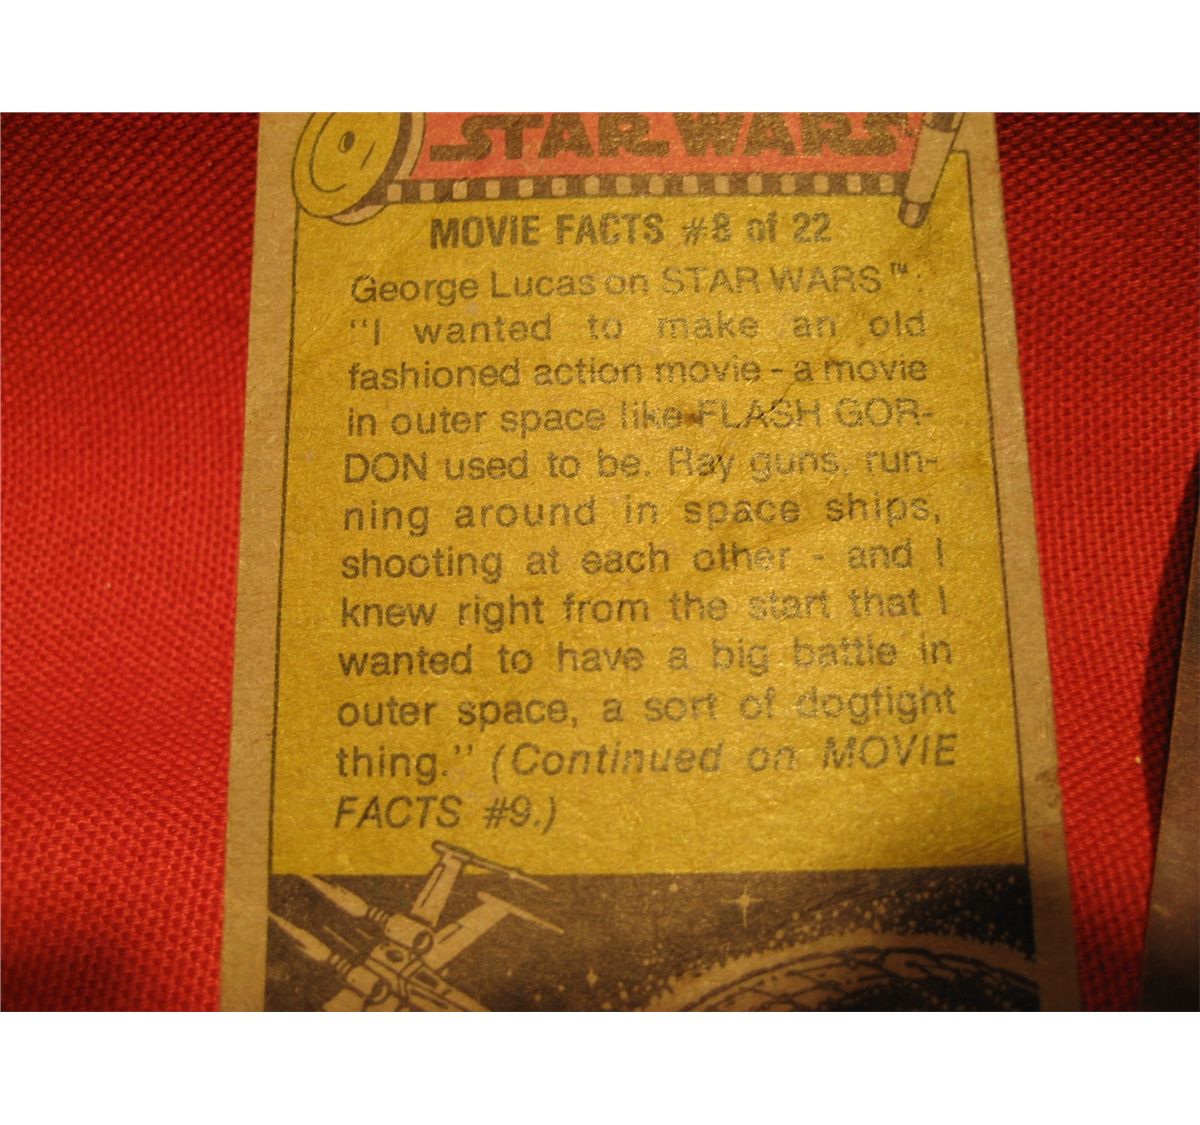 STAR WARS
MOVIE FACTS #8 of 22
George Lucas on STAR WARS™:
"I wanted to make an old
fashioned action movie - a movie
in outer space like FLASH GOR-
DON used to be. Ray guns, run-
ning around in space ships,
shooting at each other - and I
knew right from the start that I
wanted to have a big battle in
outer space, a sort of dogfight
thing." (Continued on MOVIE
FACTS #9.)